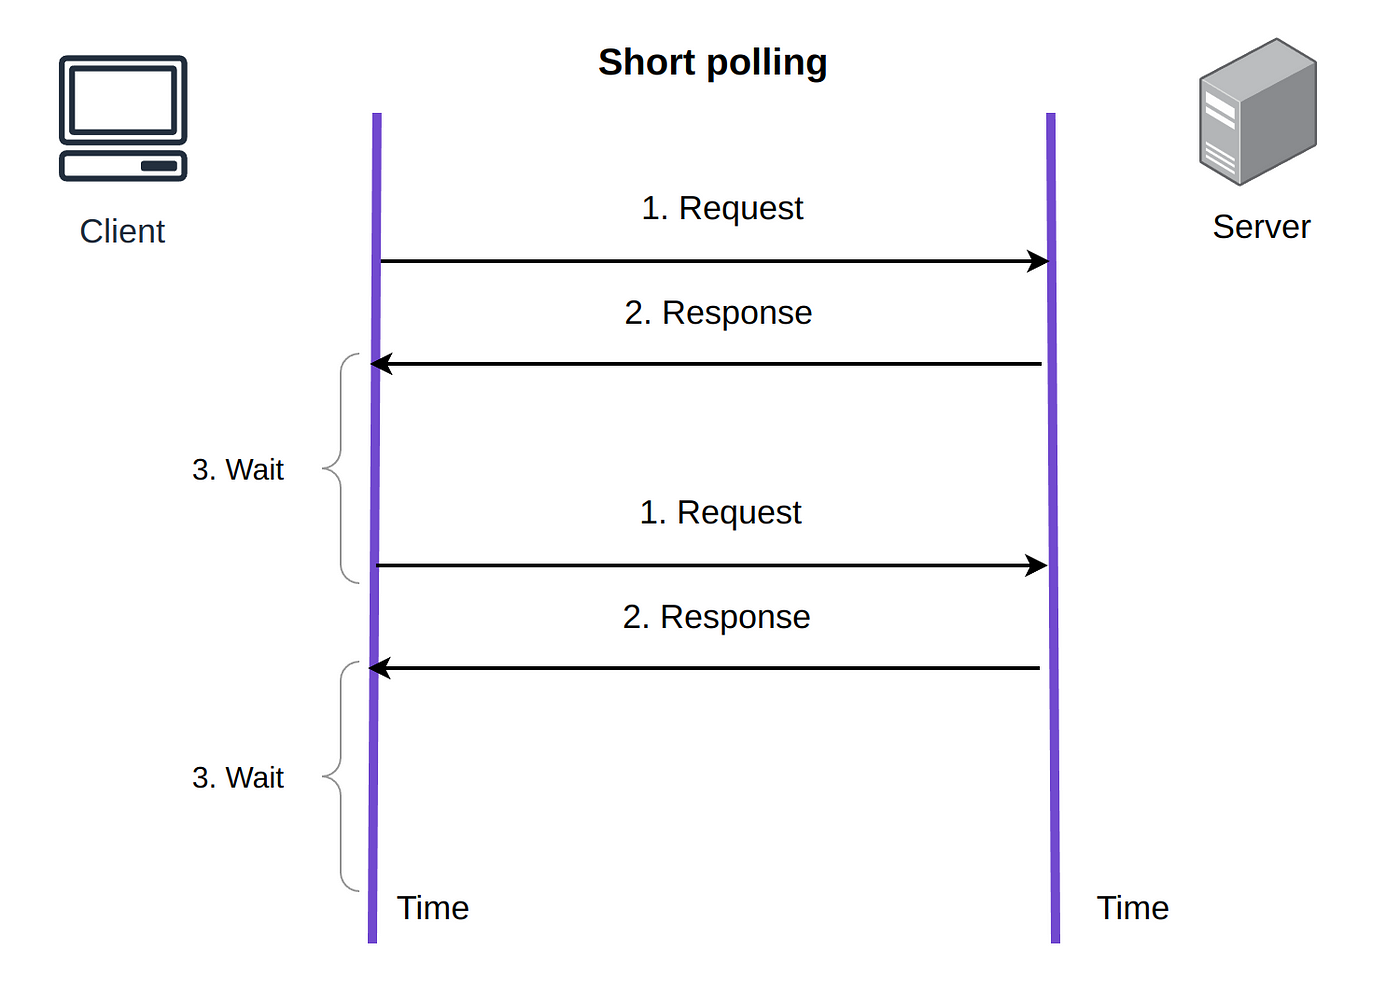 Short polling
Client
Server
1. Request
2. Response
3. Wait
1. Request
2. Response
3. Wait
Time
Time